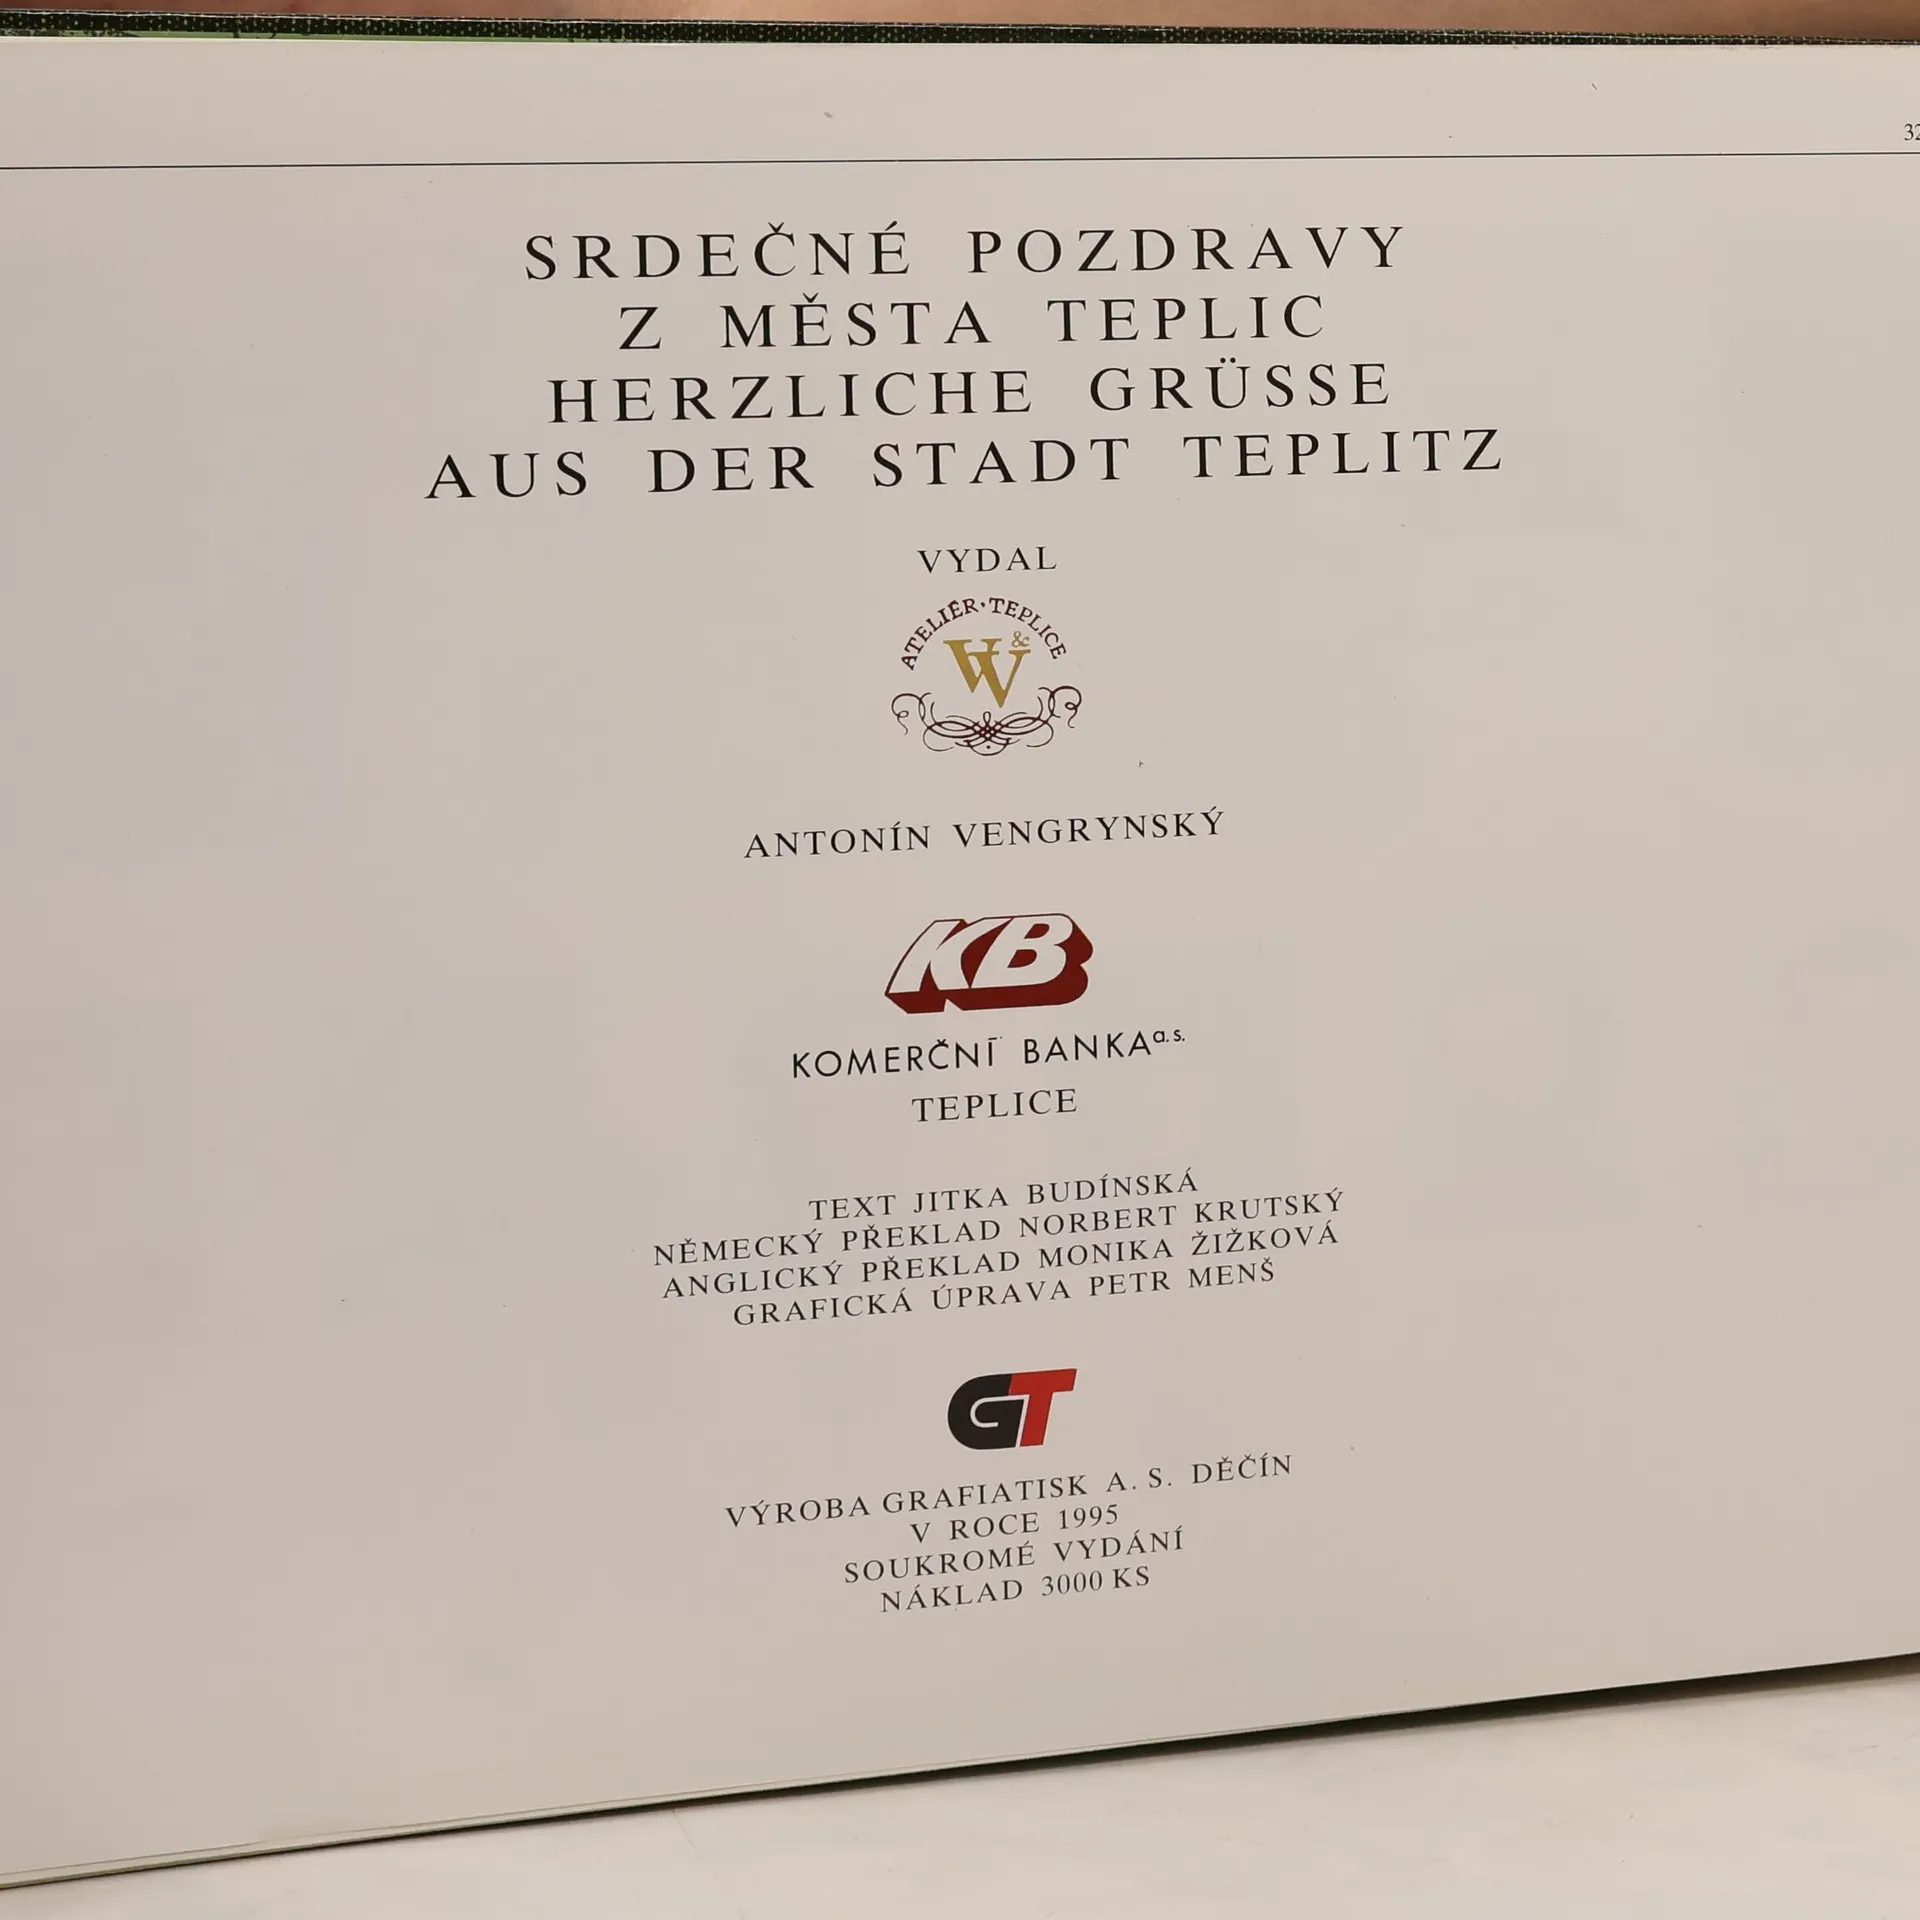 32
SRDEČNÉ POZDRAVY
Z MĚSTA TEPLIC
HERZLICHE GRÜSSE
AUS DER STADT TEPLITZ
VYDAL
ATELIÉR·TEPLICE
V&V
ANTONÍN VENGRYNSKÝ
KB
KOMERČNÍ BANKA a.s.
TEPLICE
TEXT JITKA BUDÍNSKÁ
NĚMECKÝ PŘEKLAD NORBERT KRUTSKÝ
ANGLICKÝ PŘEKLAD MONIKA ŽIŽKOVÁ
GRAFICKÁ ÚPRAVA PETR MENŠ
GT
VÝROBA GRAFIATISK A. S. DĚČÍN
V ROCE 1995
SOUKROMÉ VYDÁNÍ
NÁKLAD 3000 KS